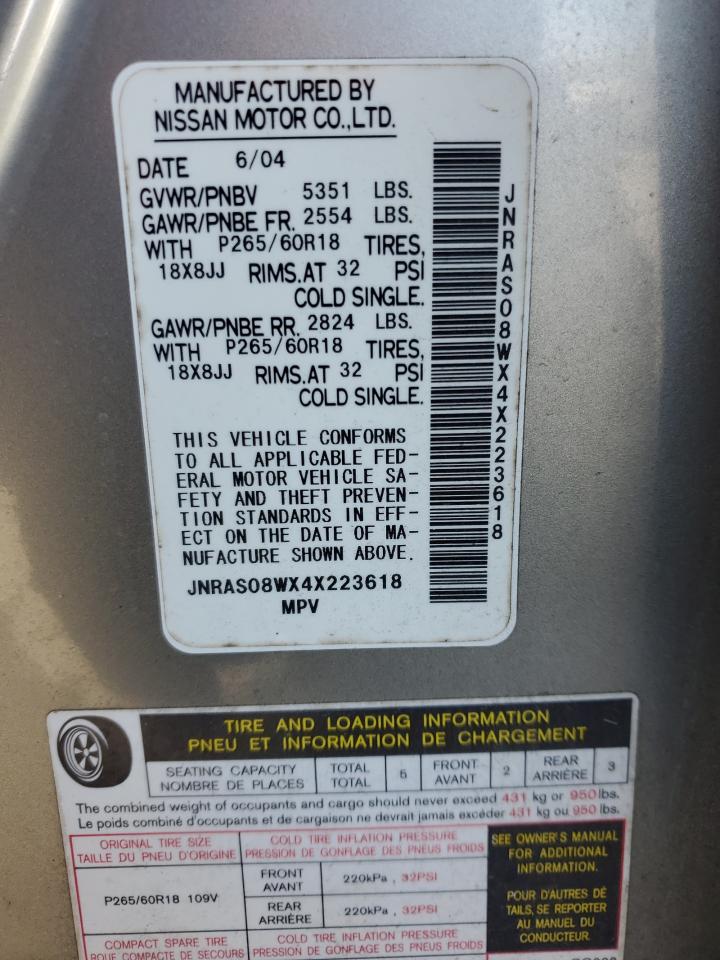 MANUFACTURED BY
NISSAN MOTOR CO.,LTD.
DATE 6/04
GVWR/PNBV 5351 LBS.
GAWR/PNBE FR. 2554 LBS.
WITH P265/60R18 TIRES,
18X8JJ RIMS.AT 32 PSI
COLD SINGLE.
GAWR/PNBE RR. 2824 LBS.
WITH P265/60R18 TIRES,
18X8JJ RIMS.AT 32 PSI
COLD SINGLE.
THIS VEHICLE CONFORMS
TO ALL APPLICABLE FED-
ERAL MOTOR VEHICLE SA-
FETY AND THEFT PREVEN-
TION STANDARDS IN EFF-
ECT ON THE DATE OF MA-
NUFACTURE SHOWN ABOVE.
JNRAS08WX4X223618
MPV
JNRAS08WX4X223618
TIRE AND LOADING INFORMATION
PNEU ET INFORMATION DE CHARGEMENT
SEATING CAPACITY TOTAL 5 FRONT 2 REAR 3
NOMBRE DE PLACES TOTAL AVANT ARRIÈRE
The combined weight of occupants and cargo should never exceed 431 kg or 950 lbs.
Le poids combiné d'occupants et de cargaison ne devrait jamais excéder 431 kg ou 950 lbs.
ORIGINAL TIRE SIZE
TAILLE DU PNEU D'ORIGINE
COLD TIRE INFLATION PRESSURE
PRESSION DE GONFLAGE DES PNEUS FROIDS
P265/60R18 109V
FRONT
AVANT
220kPa , 32PSI
REAR
ARRIÈRE
220kPa , 32PSI
SEE OWNER'S MANUAL
FOR ADDITIONAL
INFORMATION.
POUR D'AUTRES DÉ
TAILS, SE REPORTER
AU MANUEL DU
CONDUCTEUR.
COMPACT SPARE TIRE
ROUE COMPACTE DE SECOURS
COLD TIRE INFLATION PRESSURE
PRESSION DE GONFLAGE DES PNEUS FROIDS